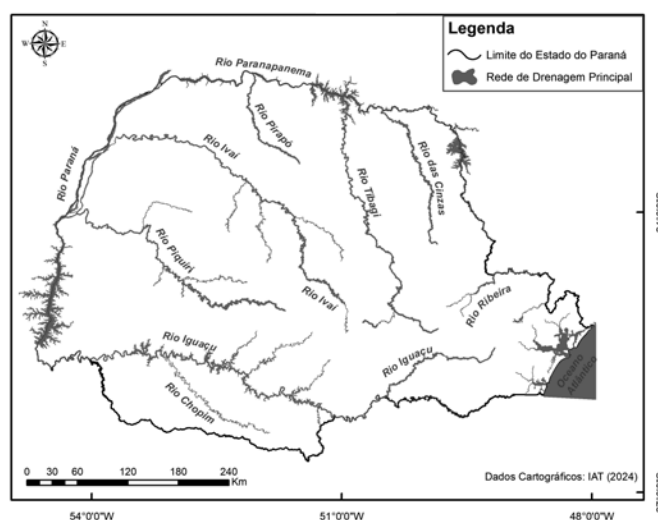 N
W
E
S
Legenda
Limite do Estado do Paraná
Rede de Drenagem Principal
Rio Paranapanema
Rio Pirapó
Rio Ivaí
Rio Paraná
Rio Tibagi
Rio das Cinzas
Rio Piquiri
Rio Ivaí
Rio Ribeira
Rio Iguaçu
Rio Iguaçu
Rio Chopim
Oceano
Atlântico
0 30 60 120 180 240
Km
Dados Cartográficos: IAT (2024)
54°0'0"W
51°0'0"W
48°0'0"W